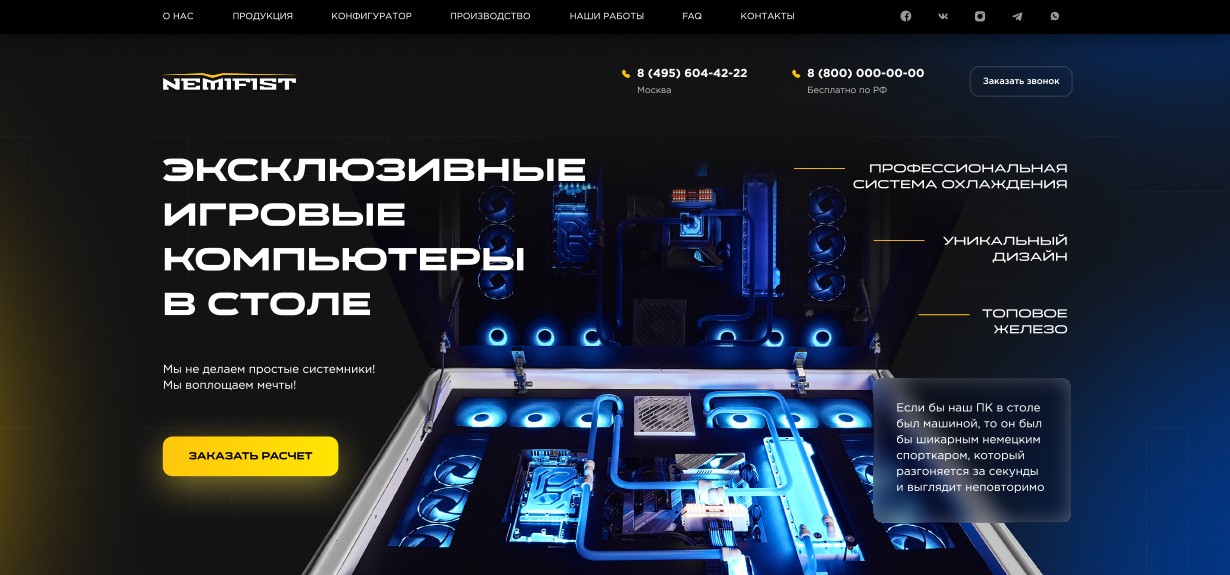 О НАС
ПРОДУКЦИЯ
КОНФИГУРАТОР
ПРОИЗВОДСТВО
НАШИ РАБОТЫ
FAQ
КОНТАКТЫ
NEMIFIST
8 (495) 604-42-22
Москва
8 (800) 000-00-00
Бесплатно по РФ
Заказать звонок
ЭКСКЛЮЗИВНЫЕ
ИГРОВЫЕ
КОМПЬЮТЕРЫ
В СТОЛЕ
Мы не делаем простые системники!
Мы воплощаем мечты!
ЗАКАЗАТЬ РАСЧЕТ
ПРОФЕССИОНАЛЬНАЯ
СИСТЕМА ОХЛАЖДЕНИЯ
УНИКАЛЬНЫЙ
ДИЗАЙН
ТОПОВОЕ
ЖЕЛЕЗО
Если бы наш ПК в столе
был машиной, то он был
бы шикарным немецким
спорткаром, который
разгоняется за секунды
и выглядит неповторимо